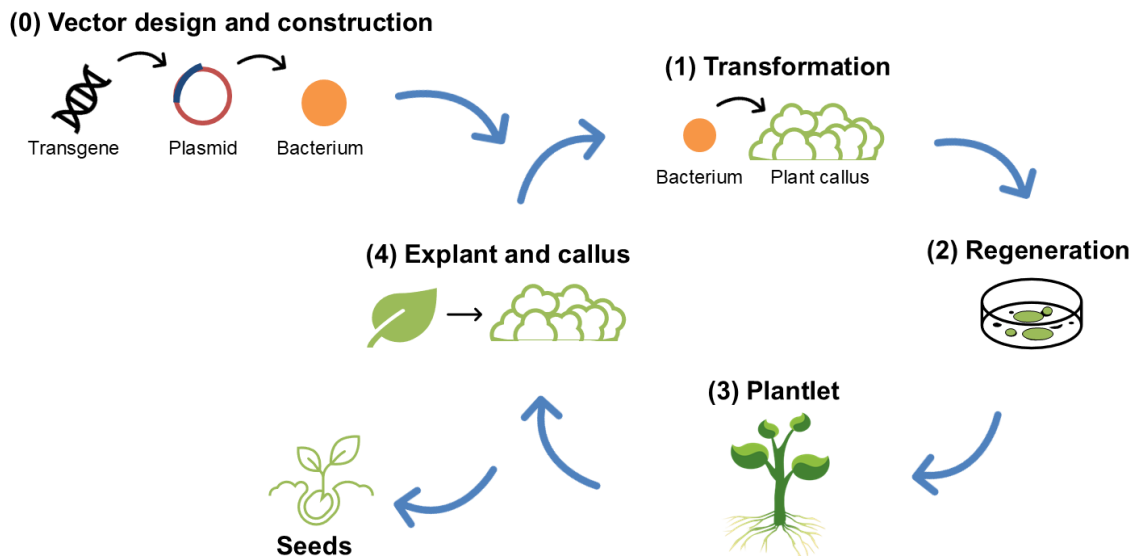 (0) Vector design and construction
Transgene
Plasmid
Bacterium
(1) Transformation
Bacterium
Plant callus
(2) Regeneration
(3) Plantlet
(4) Explant and callus
Seeds